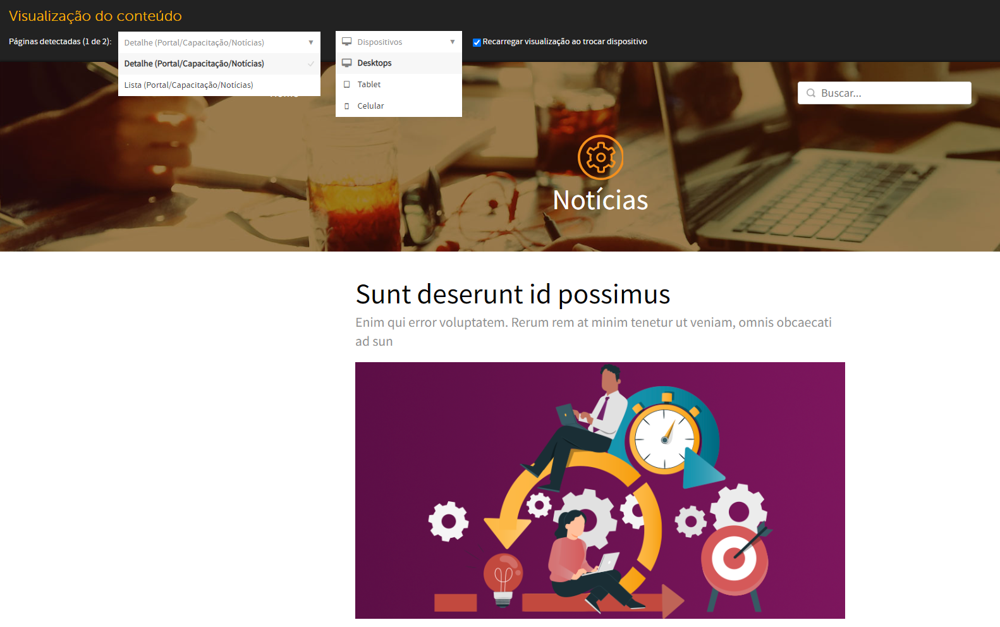 Visualização do conteúdo
Páginas detectadas (1 de 2):
Detalhe (Portal/Capacitação/Notícias)
Detalhe (Portal/Capacitação/Notícias)
Lista (Portal/Capacitação/Notícias)
Dispositivos
Desktops
Tablet
Celular
Recarregar visualização ao trocar dispositivo
Buscar...
Notícias
Sunt deserunt id possimus
Enim qui error voluptatem. Rerum rem at minim tenetur ut veniam, omnis obcaecati
ad sun